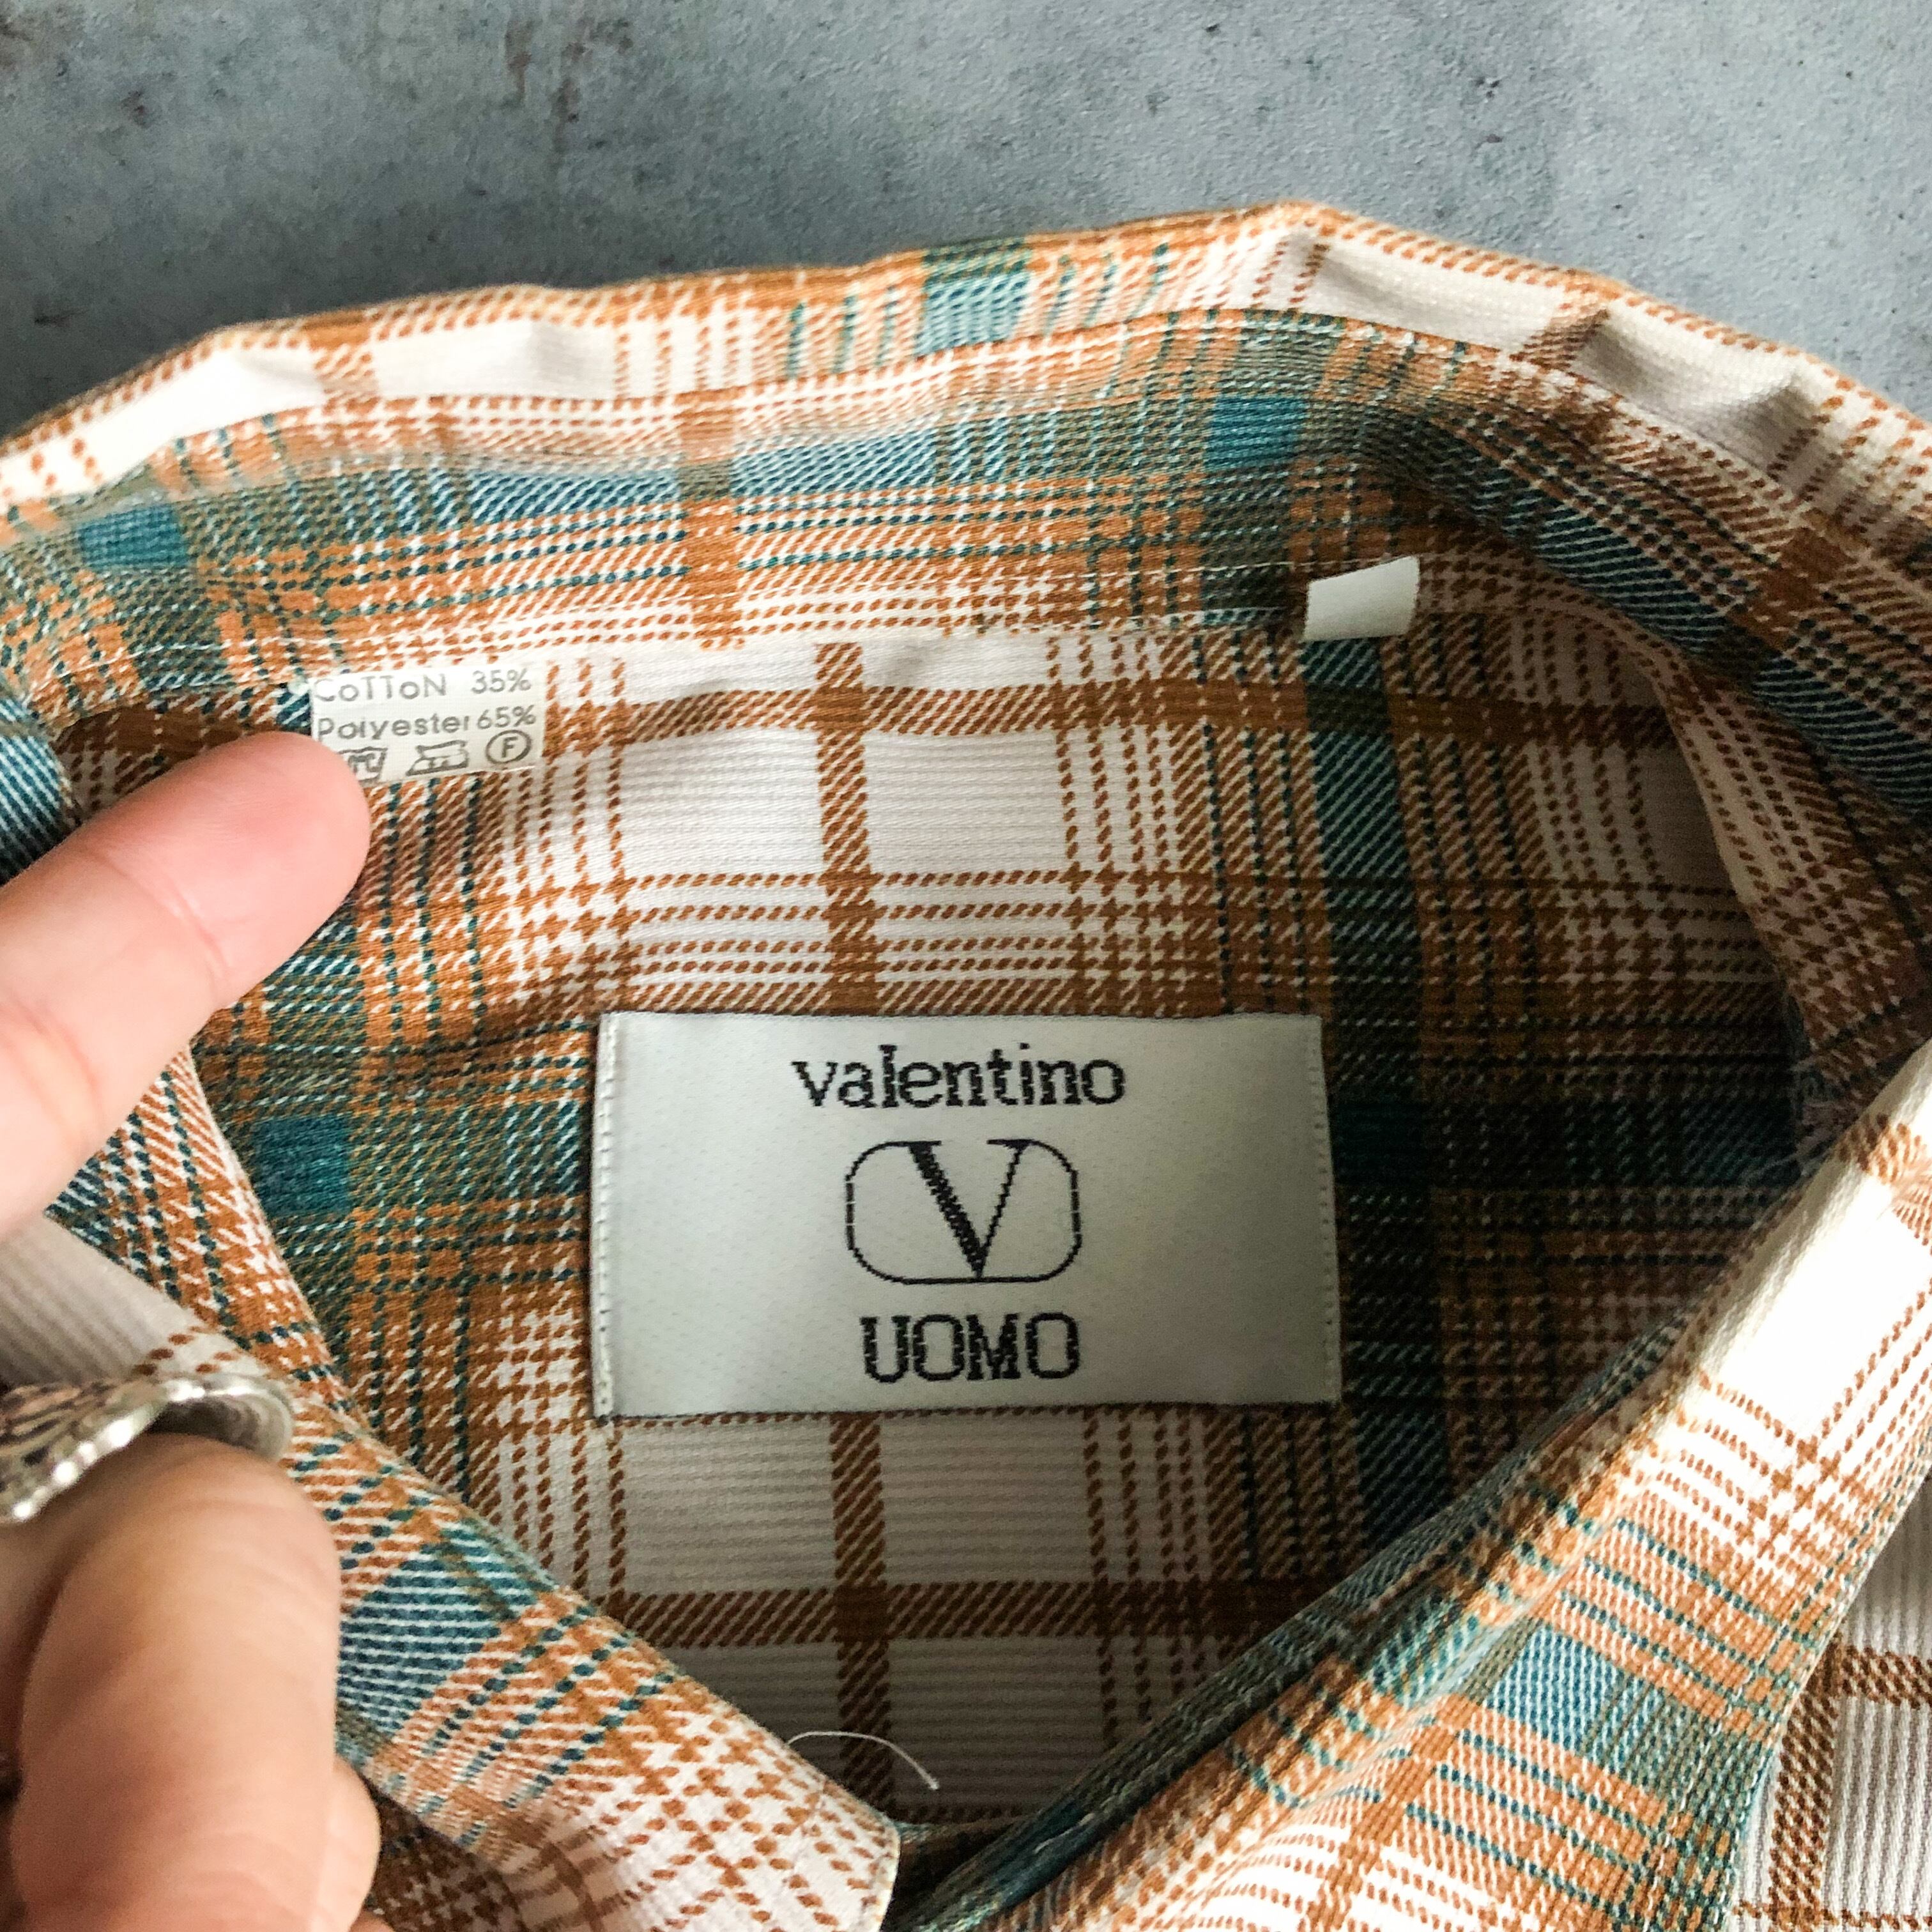 CoTToN 35%
Polyester 65%
F
valentino
V
UOMO